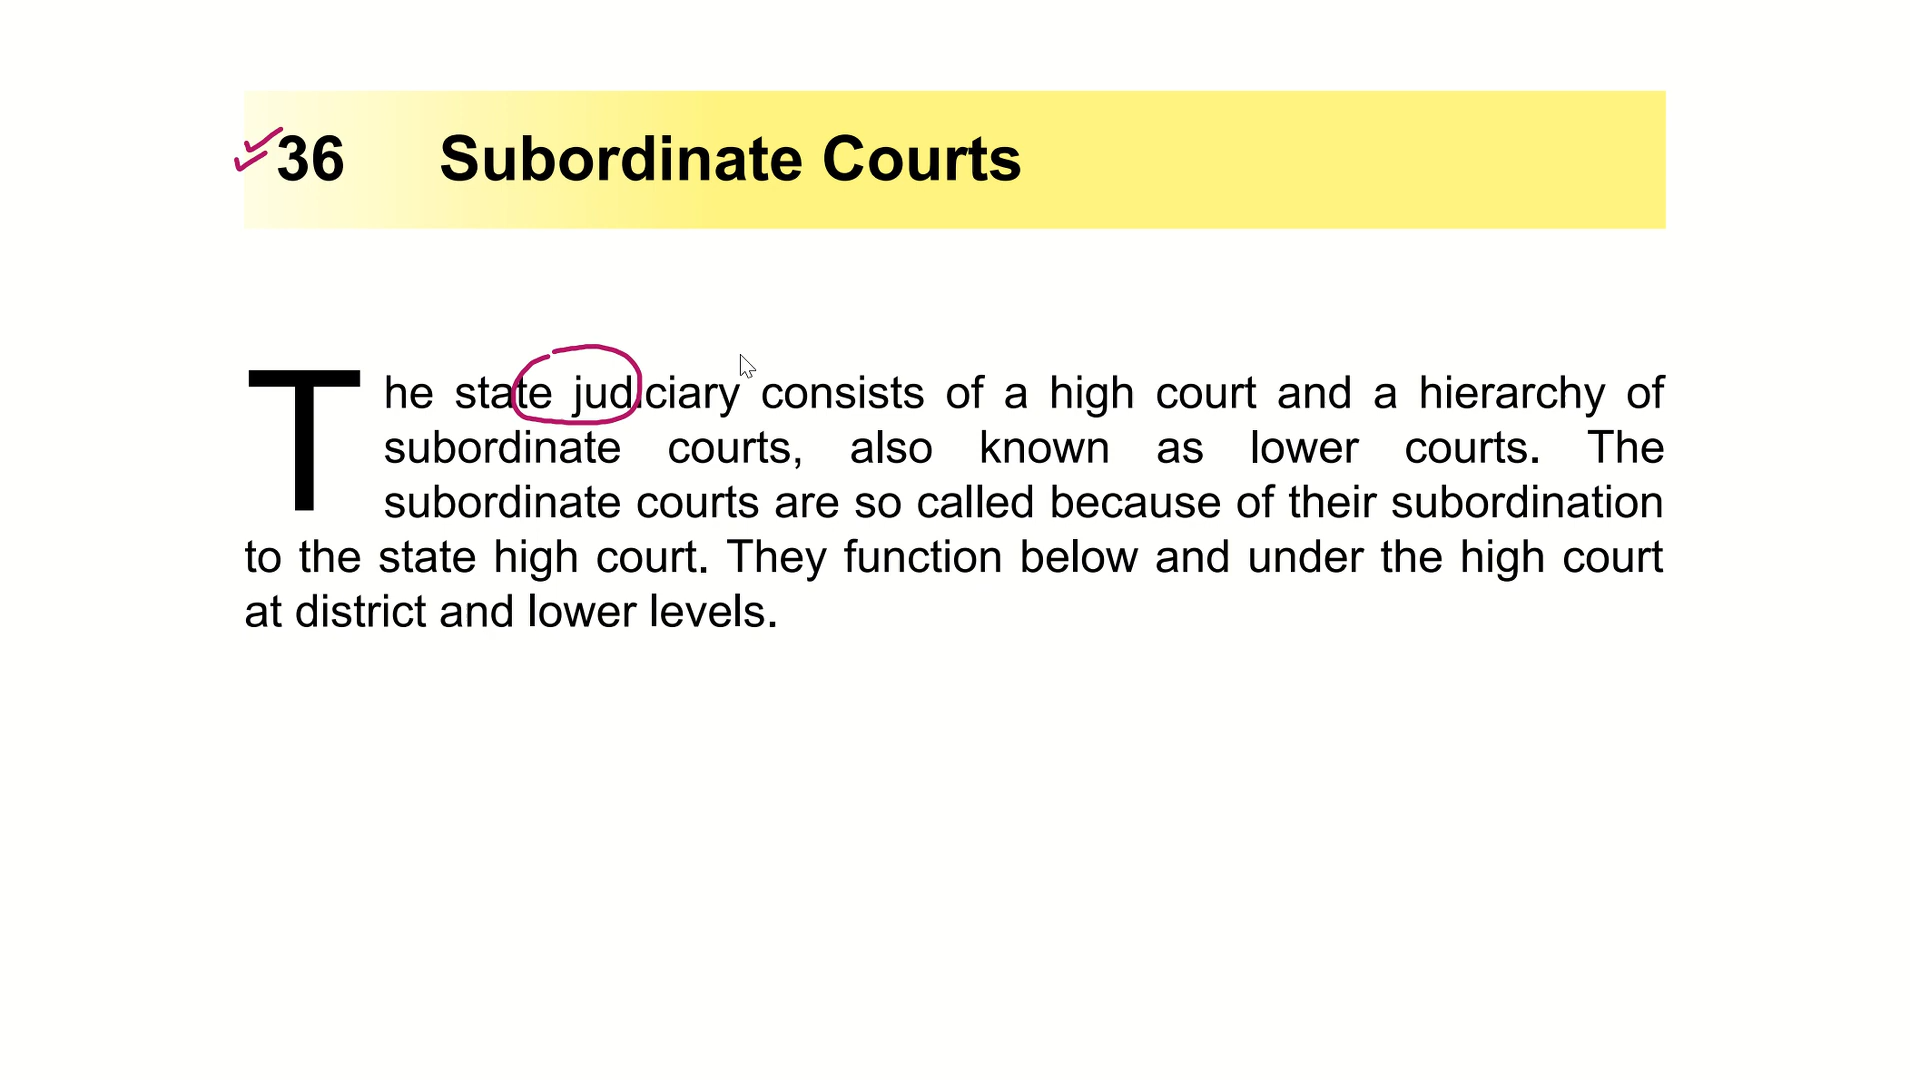 36 Subordinate Courts
The state judiciary consists of a high court and a hierarchy of
subordinate courts, also known as lower courts. The
subordinate courts are so called because of their subordination
to the state high court. They function below and under the high court
at district and lower levels.